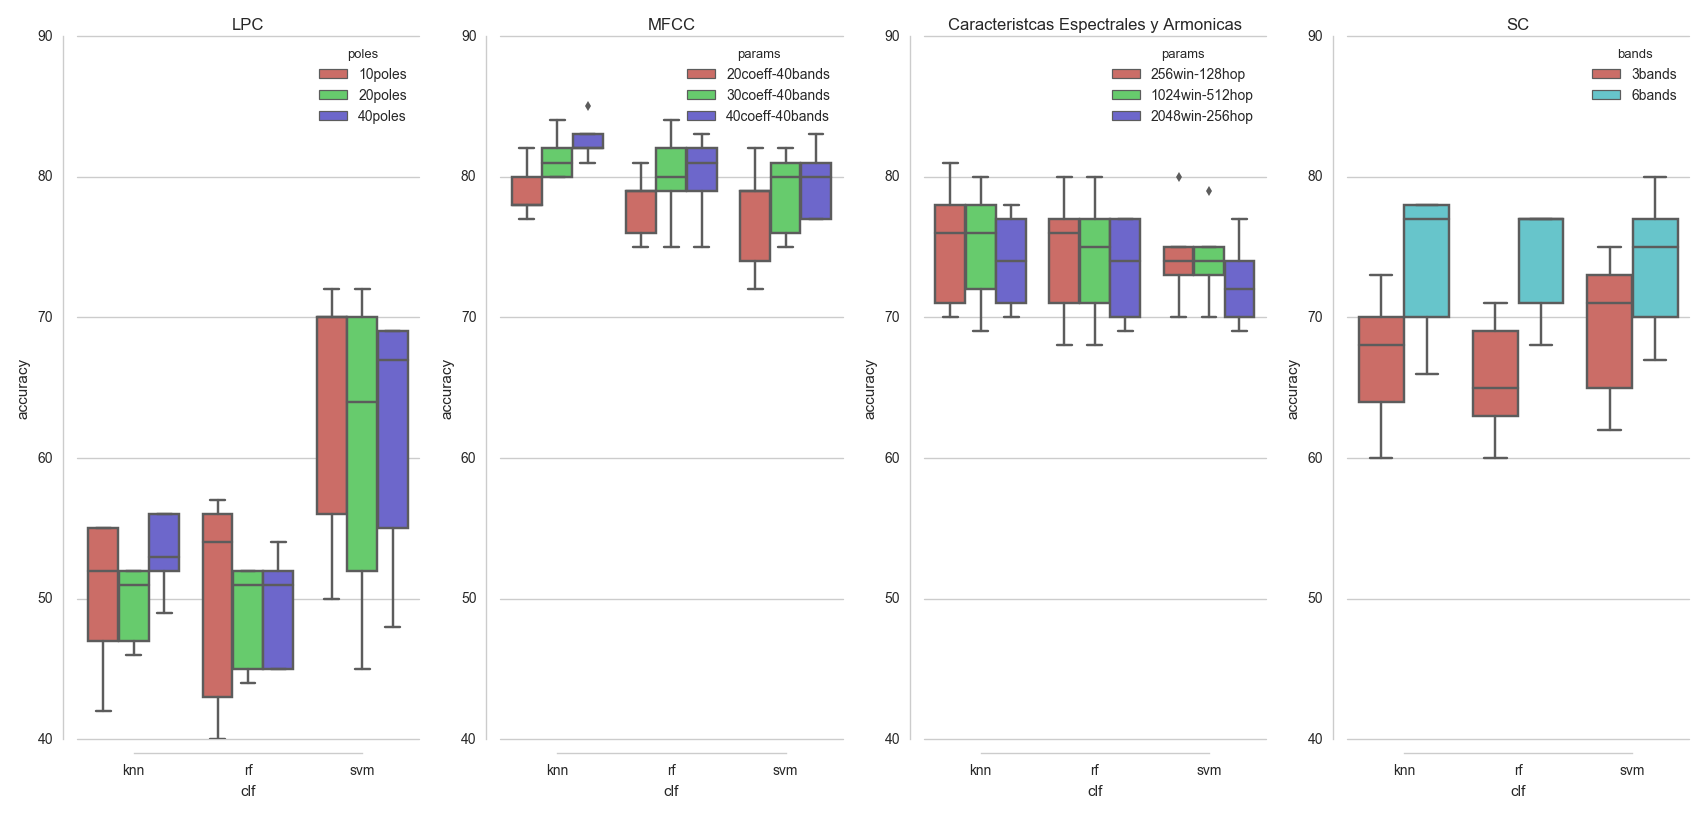 LPC
90
80
70
60
50
40
accuracy
poles
10poles
20poles
40poles
knn rf svm
clf
MFCC
90
80
70
60
50
40
accuracy
params
20coeff-40bands
30coeff-40bands
40coeff-40bands
knn rf svm
clf
Caracteristcas Espectrales y Armonicas
90
80
70
60
50
40
accuracy
params
256win-128hop
1024win-512hop
2048win-256hop
knn rf svm
clf
SC
90
80
70
60
50
40
accuracy
bands
3bands
6bands
knn rf svm
clf